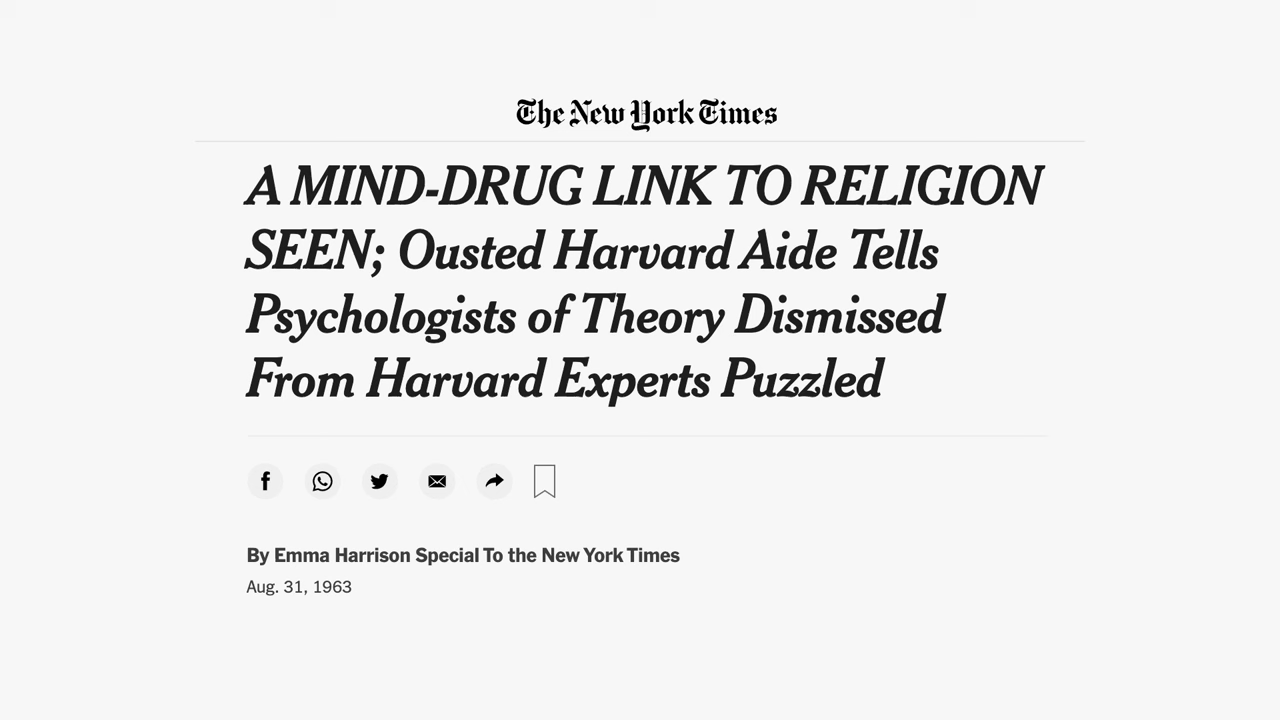 The New York Times
A MIND-DRUG LINK TO RELIGION
SEEN; Ousted Harvard Aide Tells
Psychologists of Theory Dismissed
From Harvard Experts Puzzled
By Emma Harrison Special To the New York Times
Aug. 31, 1963